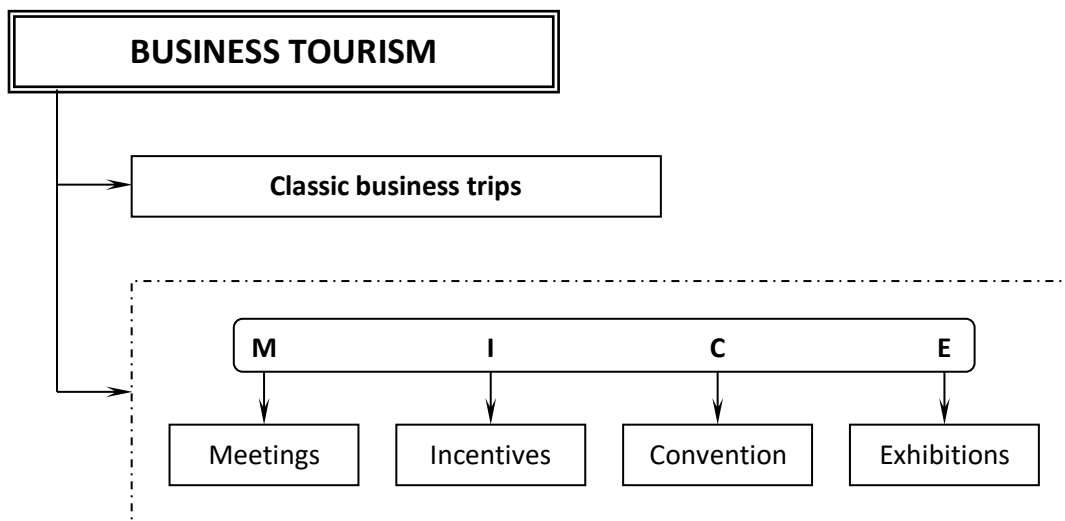 BUSINESS TOURISM
Classic business trips
M I C E
Meetings Incentives Convention Exhibitions